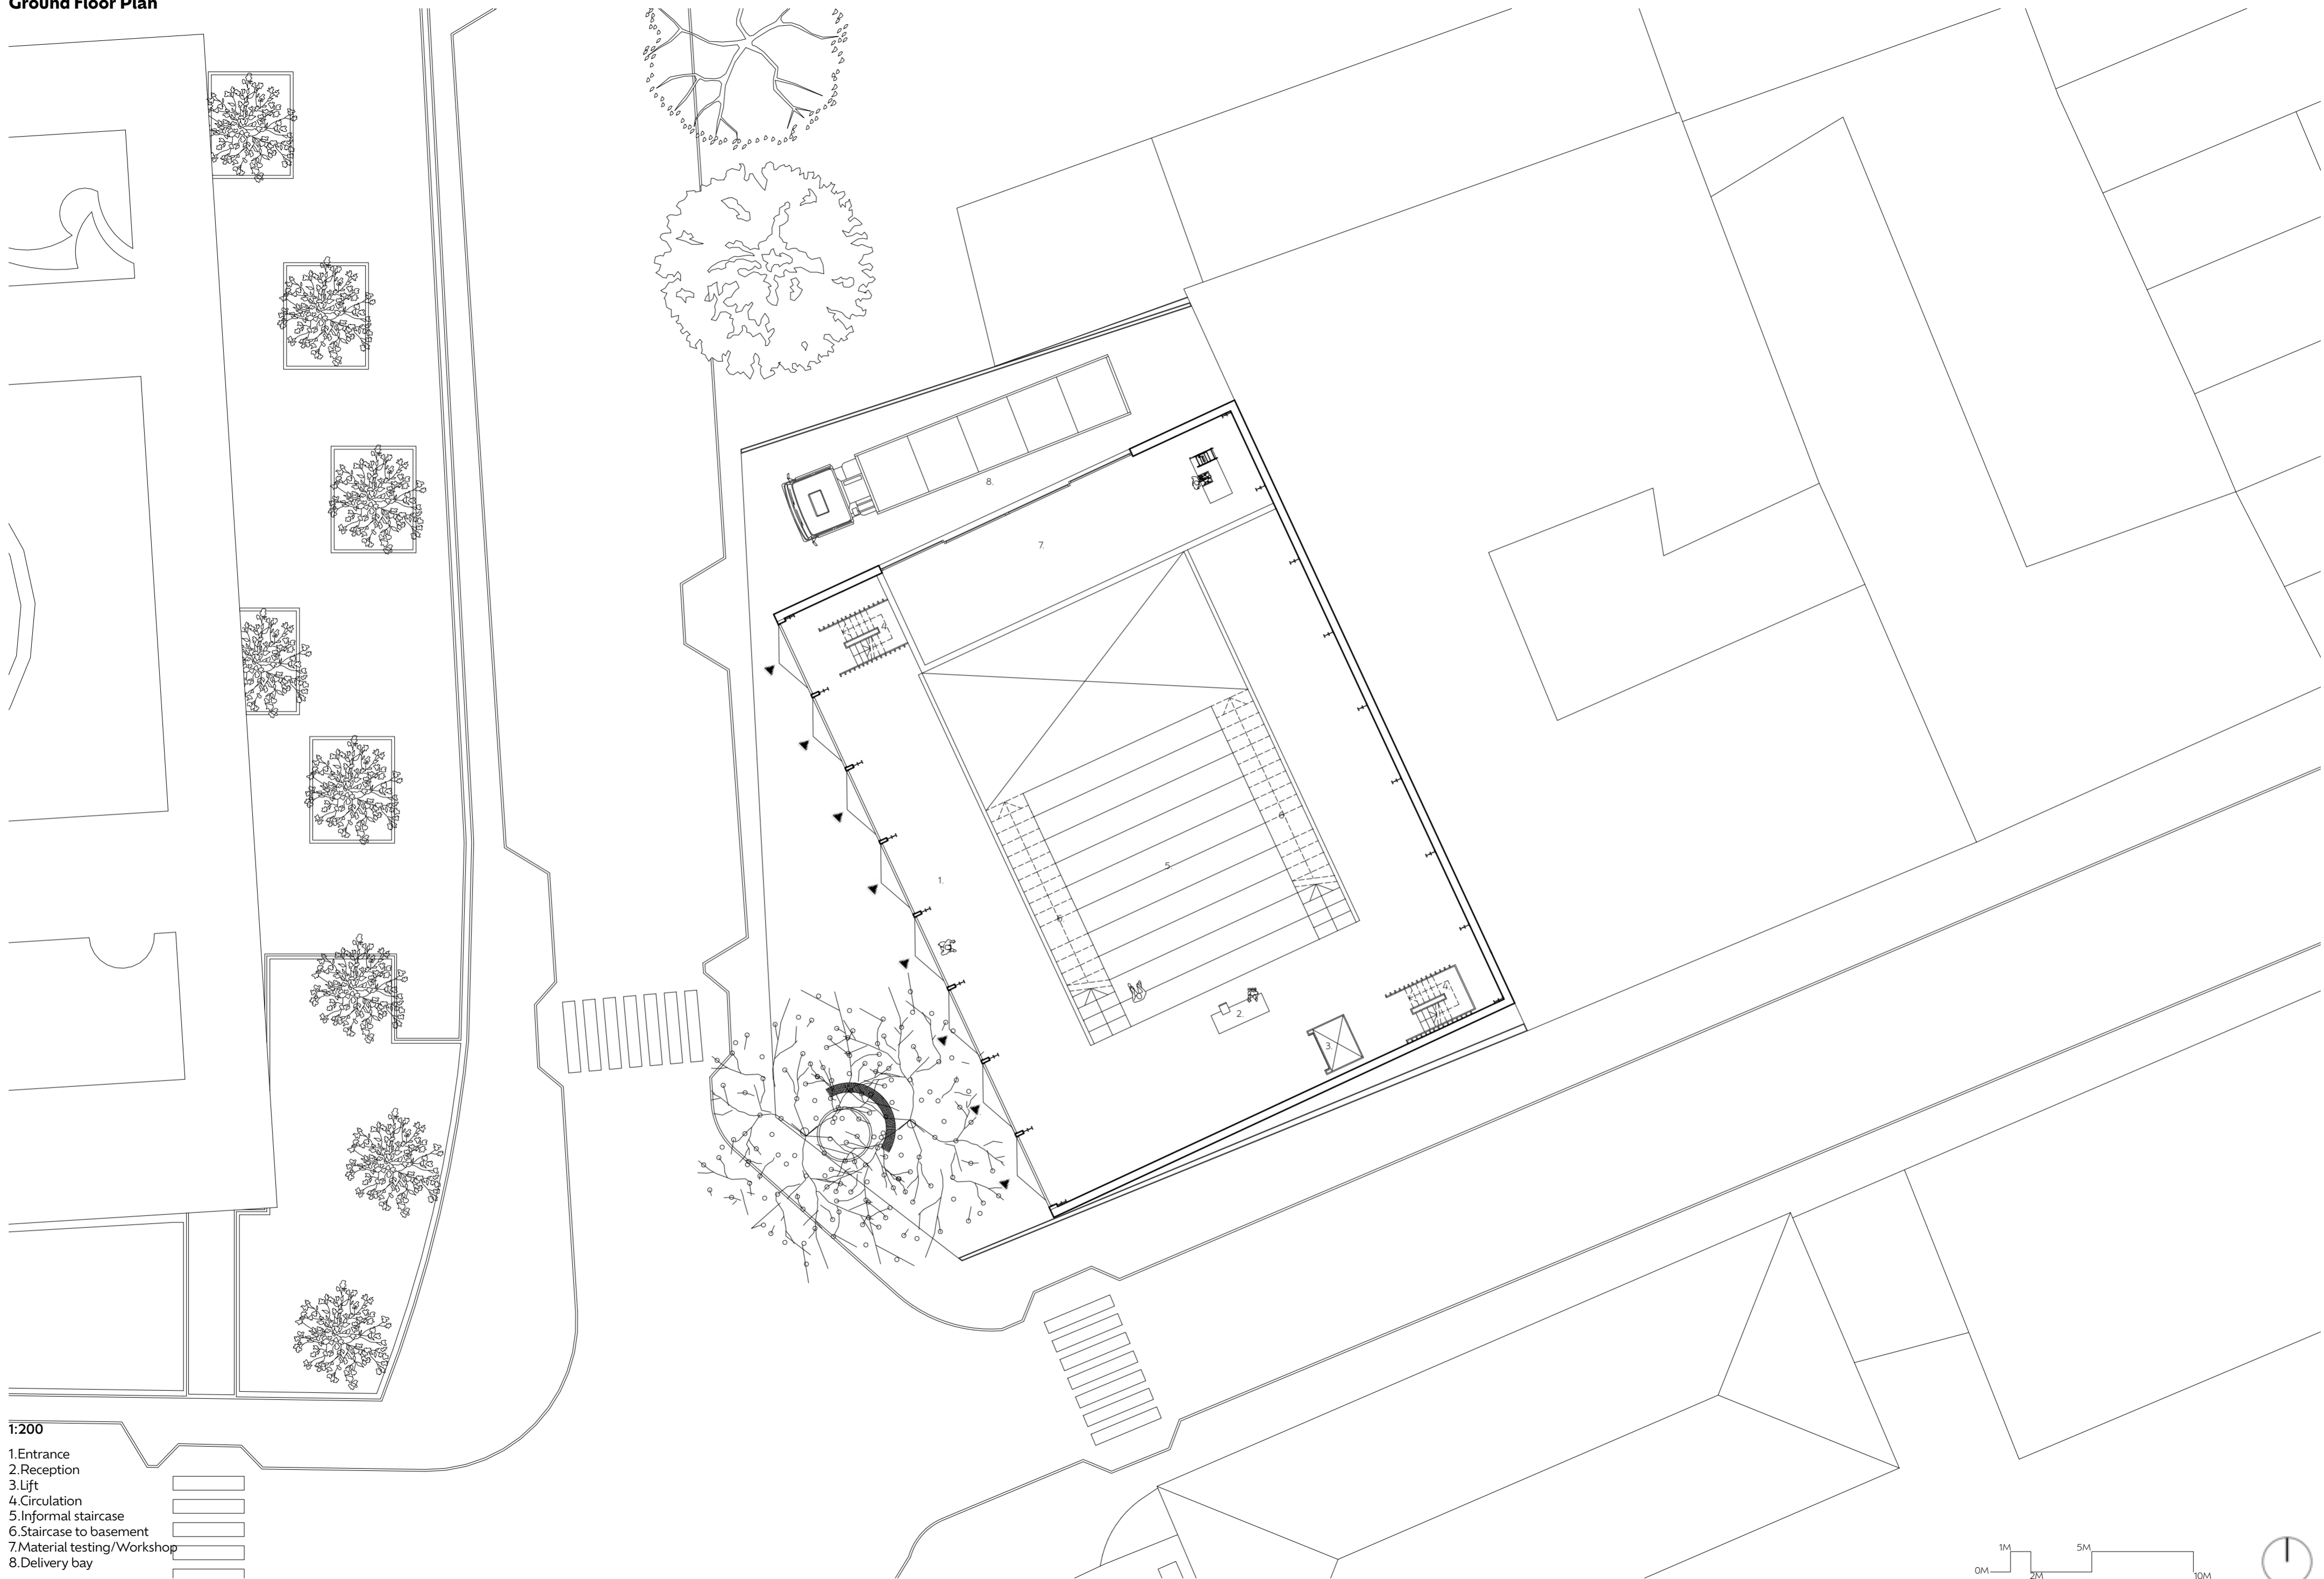 Ground Floor Plan
8.
7.
4.
6
5.
1.
6
4.
2.
3.
1:200
1.Entrance
2.Reception
3.Lift
4.Circulation
5.Informal staircase
6.Staircase to basement
7.Material testing/Workshop
8.Delivery bay
1M
5M
0M
2M
10M